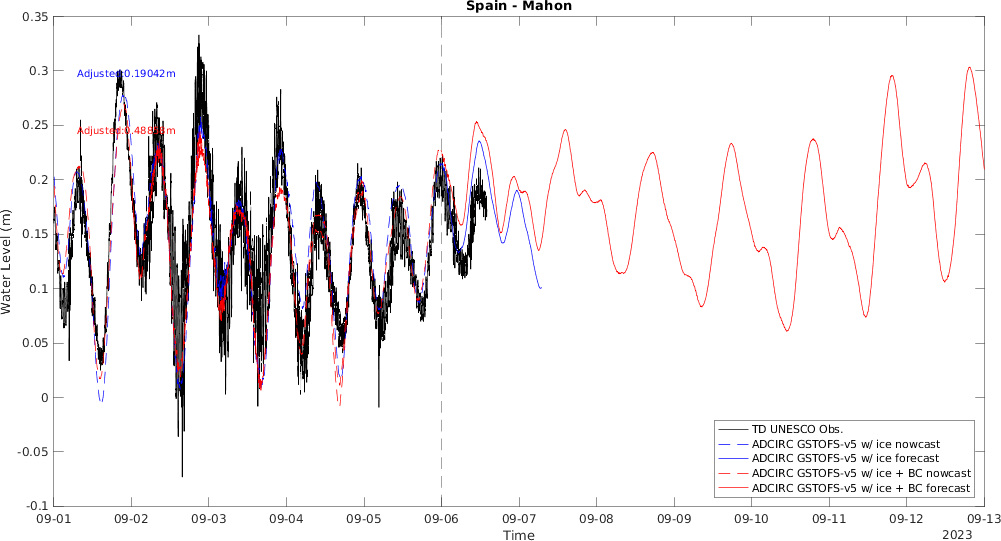 Spain - Mahon
Water Level (m)
0.35
0.3
0.25
0.2
0.15
0.1
0.05
0
-0.05
-0.1
Adjusted:0.19042m
TD UNESCO Obs.
ADCIRC GSTOFS-v5 w/ ice nowcast
ADCIRC GSTOFS-v5 w/ ice forecast
ADCIRC GSTOFS-v5 w/ ice + BC nowcast
ADCIRC GSTOFS-v5 w/ ice + BC forecast
09-01 09-02 09-03 09-04 09-05 09-06 09-07 09-08 09-09 09-10 09-11 09-12 09-13
Time
2023